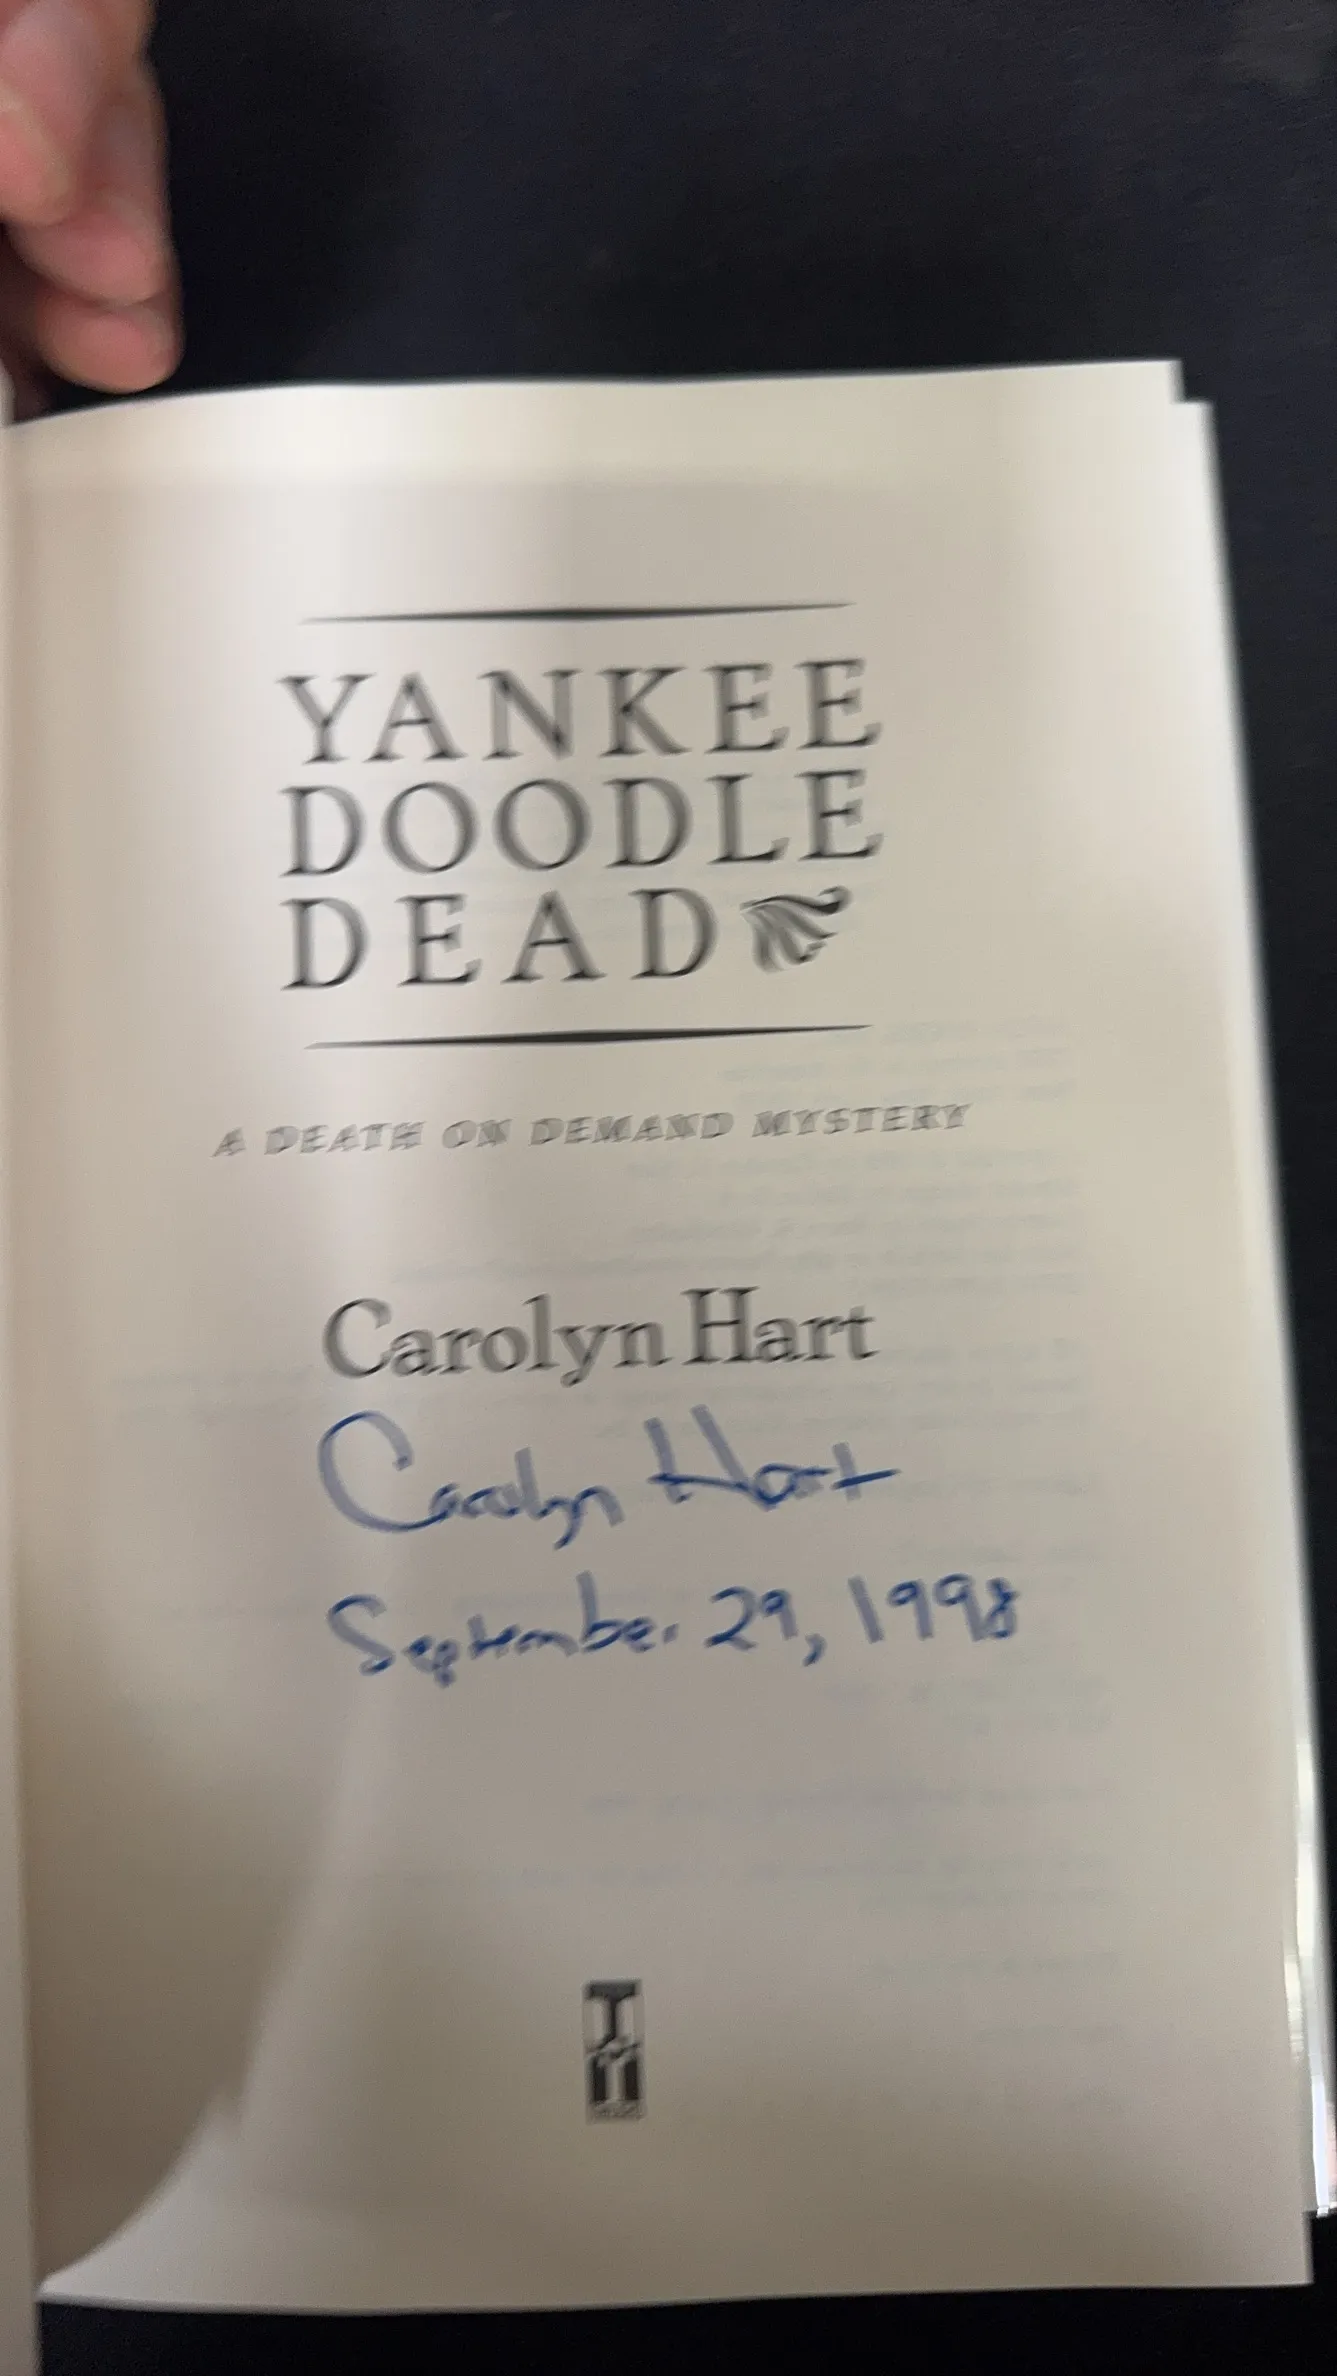 YANKEE
DOODLE
DEAD
A DEATH ON DEMAND MYSTERY
Carolyn Hart
Carolyn Hart
September 29, 1998